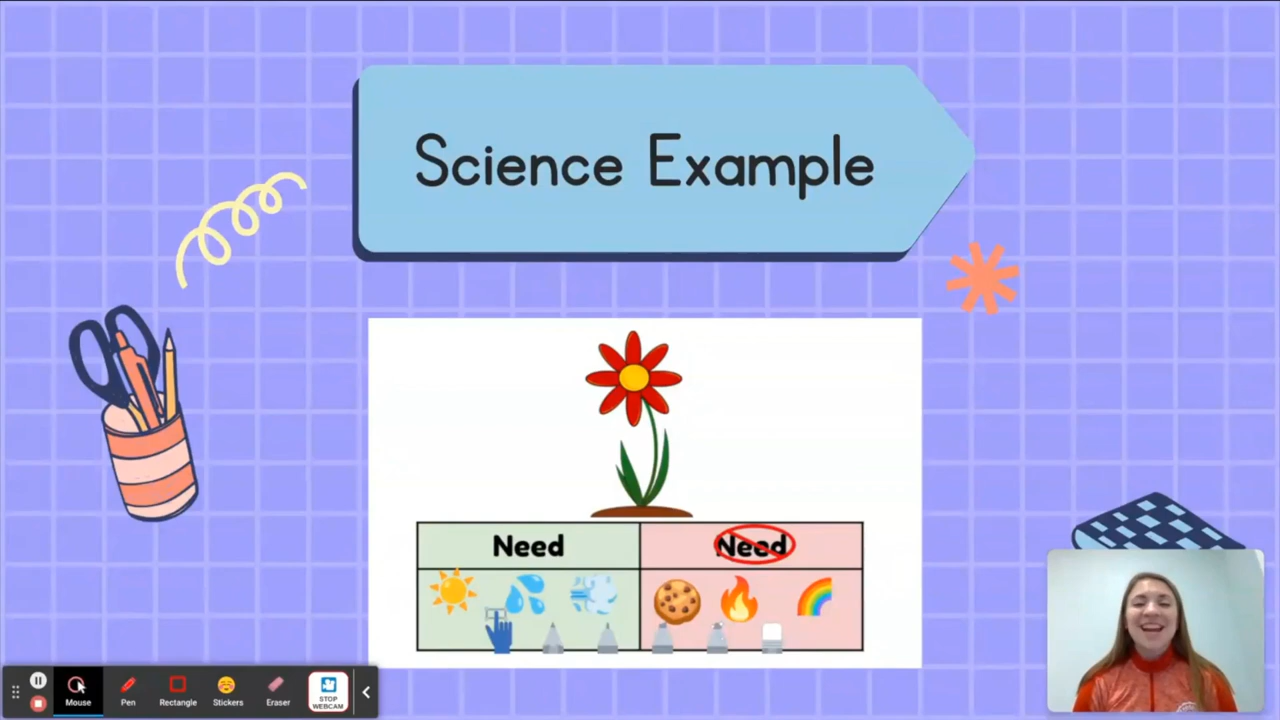 Science Example
Need
Need
Mouse
Pen
Rectangle
Stickers
Eraser
STOP
WEBCAM